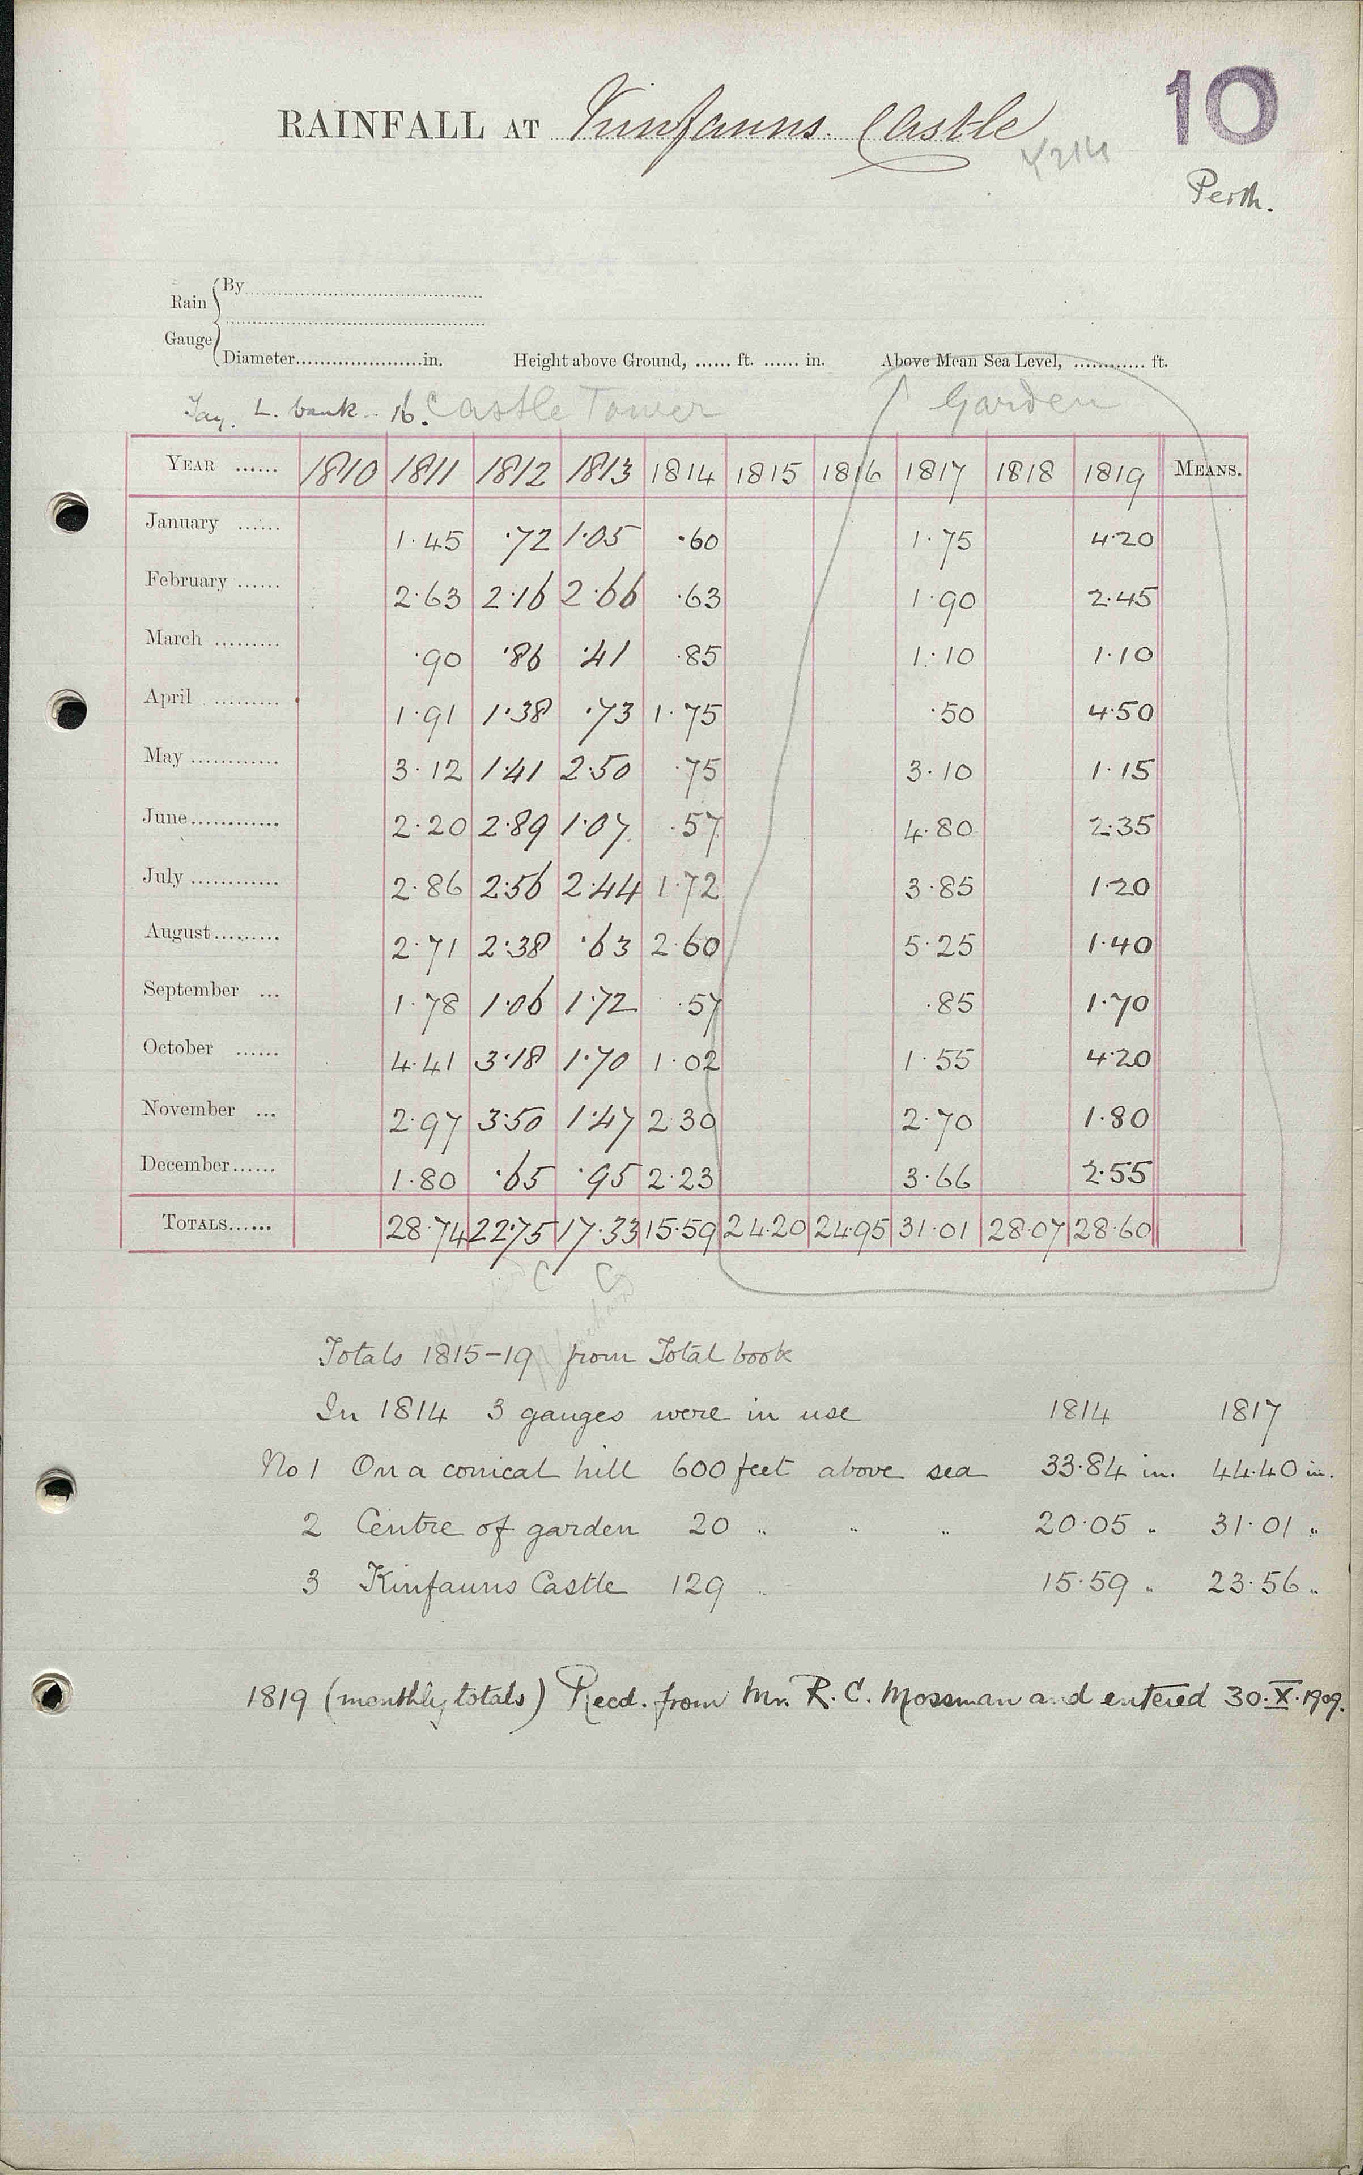 10
RAINFALL AT Kinfauns. Castle
Perth.
Rain Gauge
By
Diameter in. Height above Ground, ft. in. Above Mean Sea Level, ft.
Tay. L. bank. 16. Castle Tower Garden
YEAR 1810 1811 1812 1813 1814 1815 1816 1817 1818 1819 MEANS.
January 1.45 .72 1.05 .60 1.75 4.20
February 2.63 2.16 2.66 .63 1.90 2.45
March .90 .86 .41 .85 1.10 1.10
April 1.91 1.38 .73 1.75 .50 4.50
May 3.12 1.41 2.50 .75 3.10 1.15
June 2.20 2.89 1.07 .57 4.80 2.35
July 2.86 2.56 2.44 1.72 3.85 1.20
August 2.71 2.38 .63 2.60 5.25 1.40
September 1.78 1.06 1.72 .57 .85 1.70
October 4.41 3.18 1.70 1.02 1.55 4.20
November 2.97 3.50 1.47 2.30 2.70 1.80
December 1.80 .65 .95 2.23 3.66 2.55
TOTALS 28.74 22.75 17.33 15.59 24.20 24.95 31.01 28.07 28.60
C C
Totals 1815-19 from Total book
In 1814 3 gauges were in use 1814 1817
No 1 On a conical hill 600 feet above sea 33.84 in. 44.40 in.
2 Centre of garden 20 " " " 20.05 " 31.01 "
3 Kinfauns Castle 129 " 15.59 " 23.56 "
1819 (monthly totals) Recd. from Mr. R. C. Mossman and entered 30.X.1909.